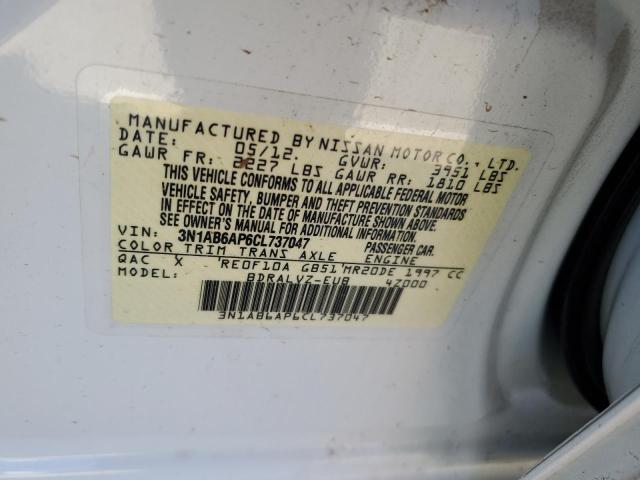 MANUFACTURED BY NISSAN MOTOR CO., LTD.
DATE: 05/12. GVWR: 3951 LBS
GAWR FR: 2227 LBS GAWR RR: 1810 LBS
THIS VEHICLE CONFORMS TO ALL APPLICABLE FEDERAL MOTOR
VEHICLE SAFETY, BUMPER AND THEFT PREVENTION STANDARDS
IN EFFECT ON THE DATE OF MANUFACTURE SHOWN ABOVE.
SEE OWNER'S MANUAL FOR ADDITIONAL INFORMATION
VIN: 3N1AB6AP6CL737047 PASSENGER CAR.
COLOR TRIM TRANS AXLE ENGINE
QAC X RE0F10A GB51 MR20DE 1997 CC
MODEL: BDRALVZ-EUB 4Z000
3N1AB6AP6CL737047